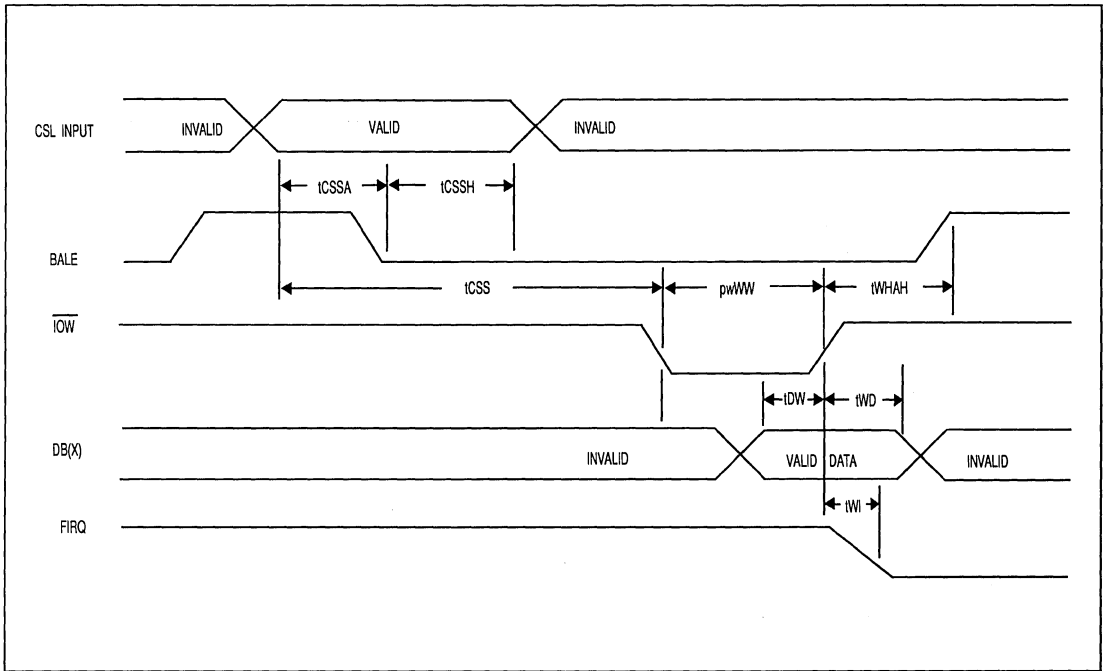 CSL INPUT INVALID VALID INVALID
tCSSA tCSSH
BALE
tCSS pwWW tWHAH
IOW
tDW tWD
DB(X) INVALID VALID DATA INVALID
tWI
FIRQ